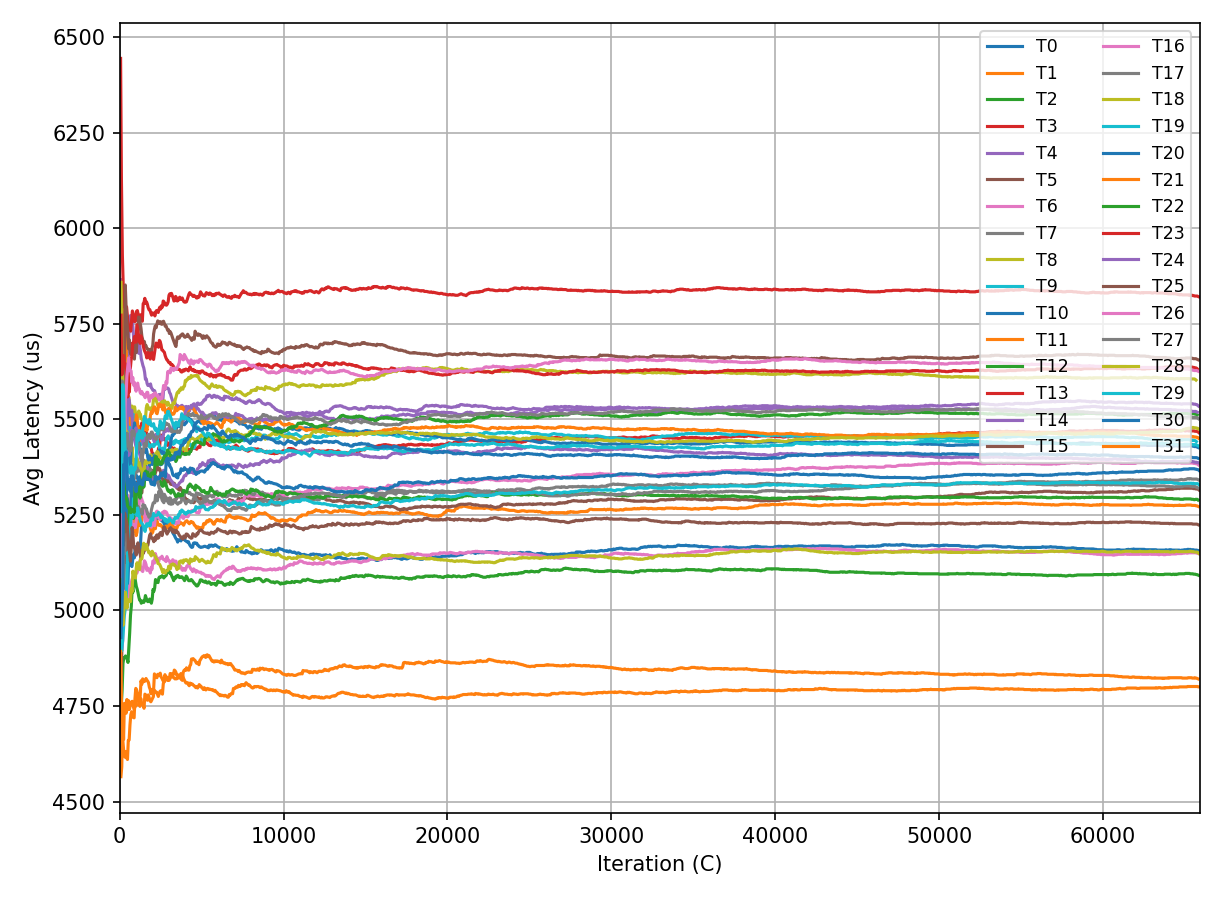 6500
6250
6000
5750
5500
5250
5000
4750
4500
Avg Latency (us)
0 10000 20000 30000 40000 50000 60000
Iteration (C)
T0 T16
T1 T17
T2 T18
T3 T19
T4 T20
T5 T21
T6 T22
T7 T23
T8 T24
T9 T25
T10 T26
T11 T27
T12 T28
T13 T29
T14 T30
T15 T31